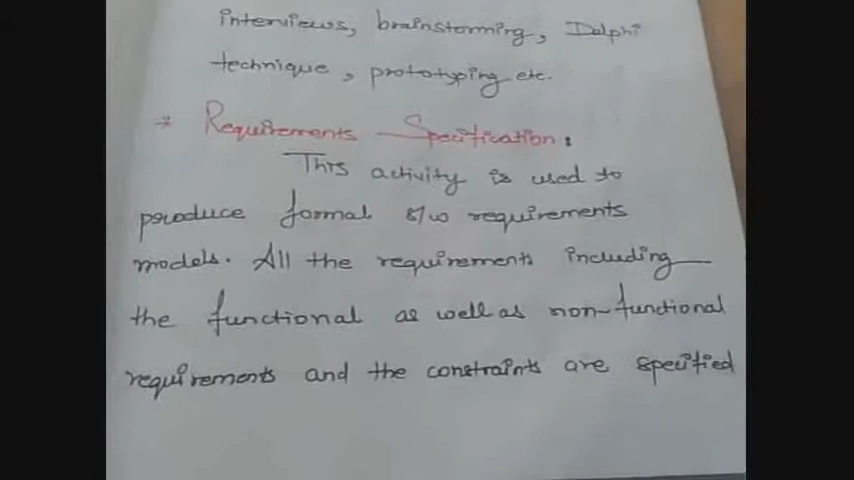 interviews, brainstorming, Delphi
technique, prototyping etc.
→ Requirements Specification:
This activity is used to
produce formal s/w requirements
models. All the requirements including
the functional as well as non-functional
requirements and the constraints are specified